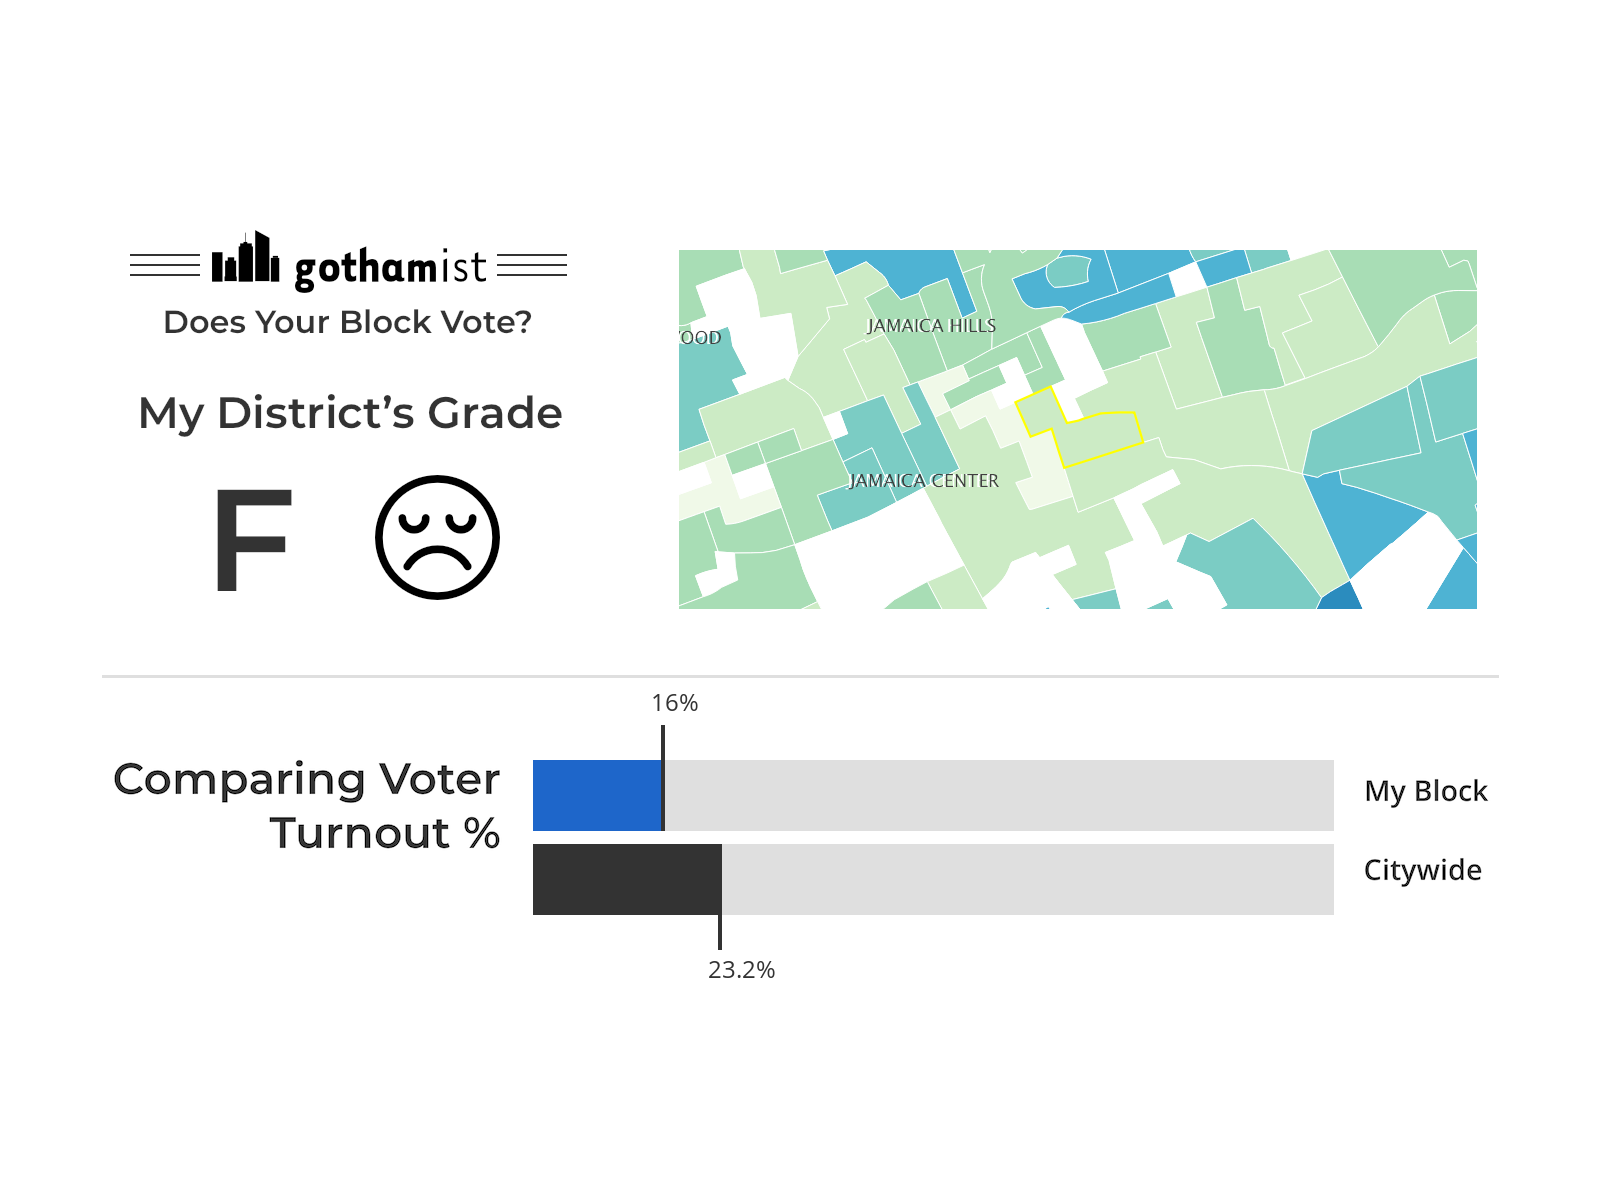 gothamist
Does Your Block Vote?
My District’s Grade
F
OOD
JAMAICA HILLS
JAMAICA CENTER
16%
Comparing Voter
Turnout %
My Block
Citywide
23.2%